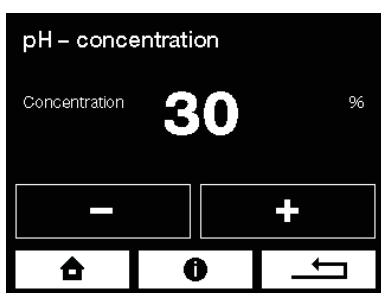 pH – concentration
Concentration 30 %
– +